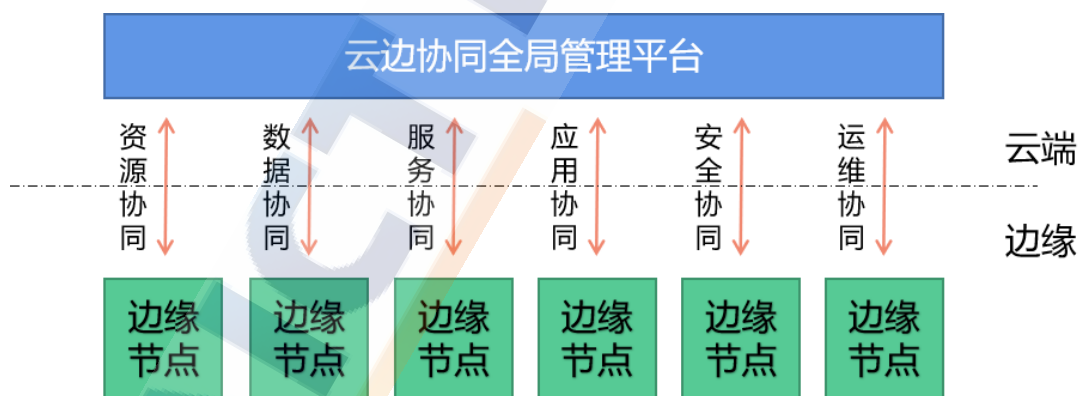 云边协同全局管理平台
资源协同
数据协同
服务协同
应用协同
安全协同
运维协同
云端
边缘
边缘
节点
边缘
节点
边缘
节点
边缘
节点
边缘
节点
边缘
节点